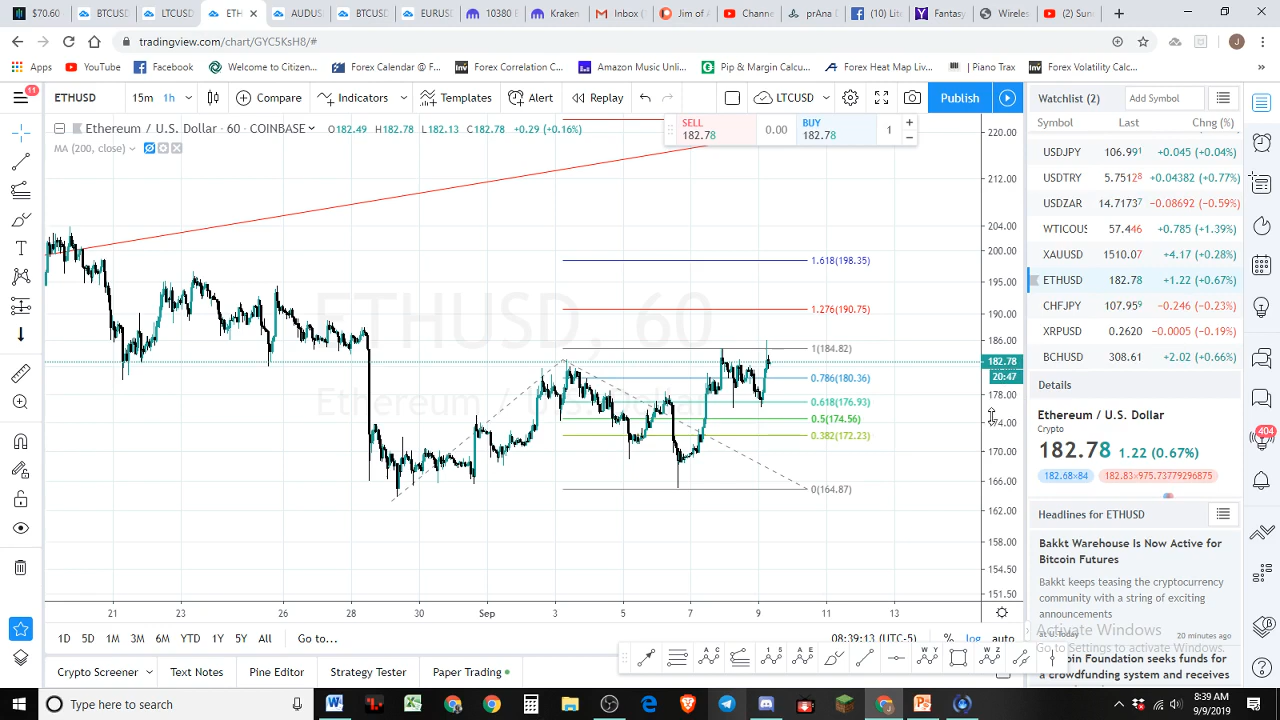 $70.60 BTCUSD LTCUSD ETH AUDUS BTCUSD EURUS 10380 Kraken Inbox ( Jim of A Channe prAna ( (10) Fantasy Wireles (2) Sund
tradingview.com/chart/GYC5KsH8/#
Apps YouTube Facebook Welcome to Citizen... Forex Calendar @ F... Forex Correlation C... Amazon Music Unli... Pip & Margin Calcu... Forex Heat Map Liv... Piano Trax Forex Volatility Calc... »
11
ETHUSD 15m 1h Compare Indicators Templates Alert Replay LTCUSD Publish
Ethereum / U.S. Dollar · 60 · COINBASE O182.49 H182.78 L182.13 C182.78 +0.29 (+0.16%)
MA (200, close)
SELL
182.78
0.00
BUY
182.78
1
ETHUSD, 60
Ethereum / U.S. Dollar
1.618(198.35)
1.276(190.75)
1(184.82)
0.786(180.36)
0.618(176.93)
0.5(174.56)
0.382(172.23)
0(164.87)
220.00
212.00
204.00
200.00
195.00
190.00
186.00
182.78
20:47
178.00
174.00
170.00
166.00
162.00
158.00
154.50
151.50
21 23 26 28 30 Sep 3 5 7 9 11 13
1D 5D 1M 3M 6M YTD 1Y 5Y All Go to... 08:39:13 (UTC-5) % log auto
Crypto Screener Text Notes Pine Editor Strategy Tester Paper Trading
Watchlist (2) Add Symbol
Symbol Last Chng (%)
USDJPY 106.991 +0.045 (+0.04%)
USDTRY 5.75128 +0.04382 (+0.77%)
USDZAR 14.71737 −0.08692 (−0.59%)
WTICOUS 57.446 +0.785 (+1.39%)
XAUUSD 1510.07 +4.17 (+0.28%)
ETHUSD 182.78 +1.22 (+0.67%)
CHFJPY 107.959 −0.246 (−0.23%)
XRPUSD 0.2620 −0.0005 (−0.19%)
BCHUSD 308.61 +2.02 (+0.66%)
Details
Ethereum / U.S. Dollar
Crypto
182.78 1.22 (0.67%)
182.68×84 182.83×975.73779296875
Headlines for ETHUSD
Bakkt Warehouse Is Now Active for
Bitcoin Futures
Bakkt keeps teasing the cryptocurrency
community with a string of exciting
announcements
U.Today 20 minutes ago
Activate Windows
Go to Settings to activate Windows.
Foundation seeks funds for
a crowdfunding system and receives
404
Type here to search
8:39 AM
9/9/2019